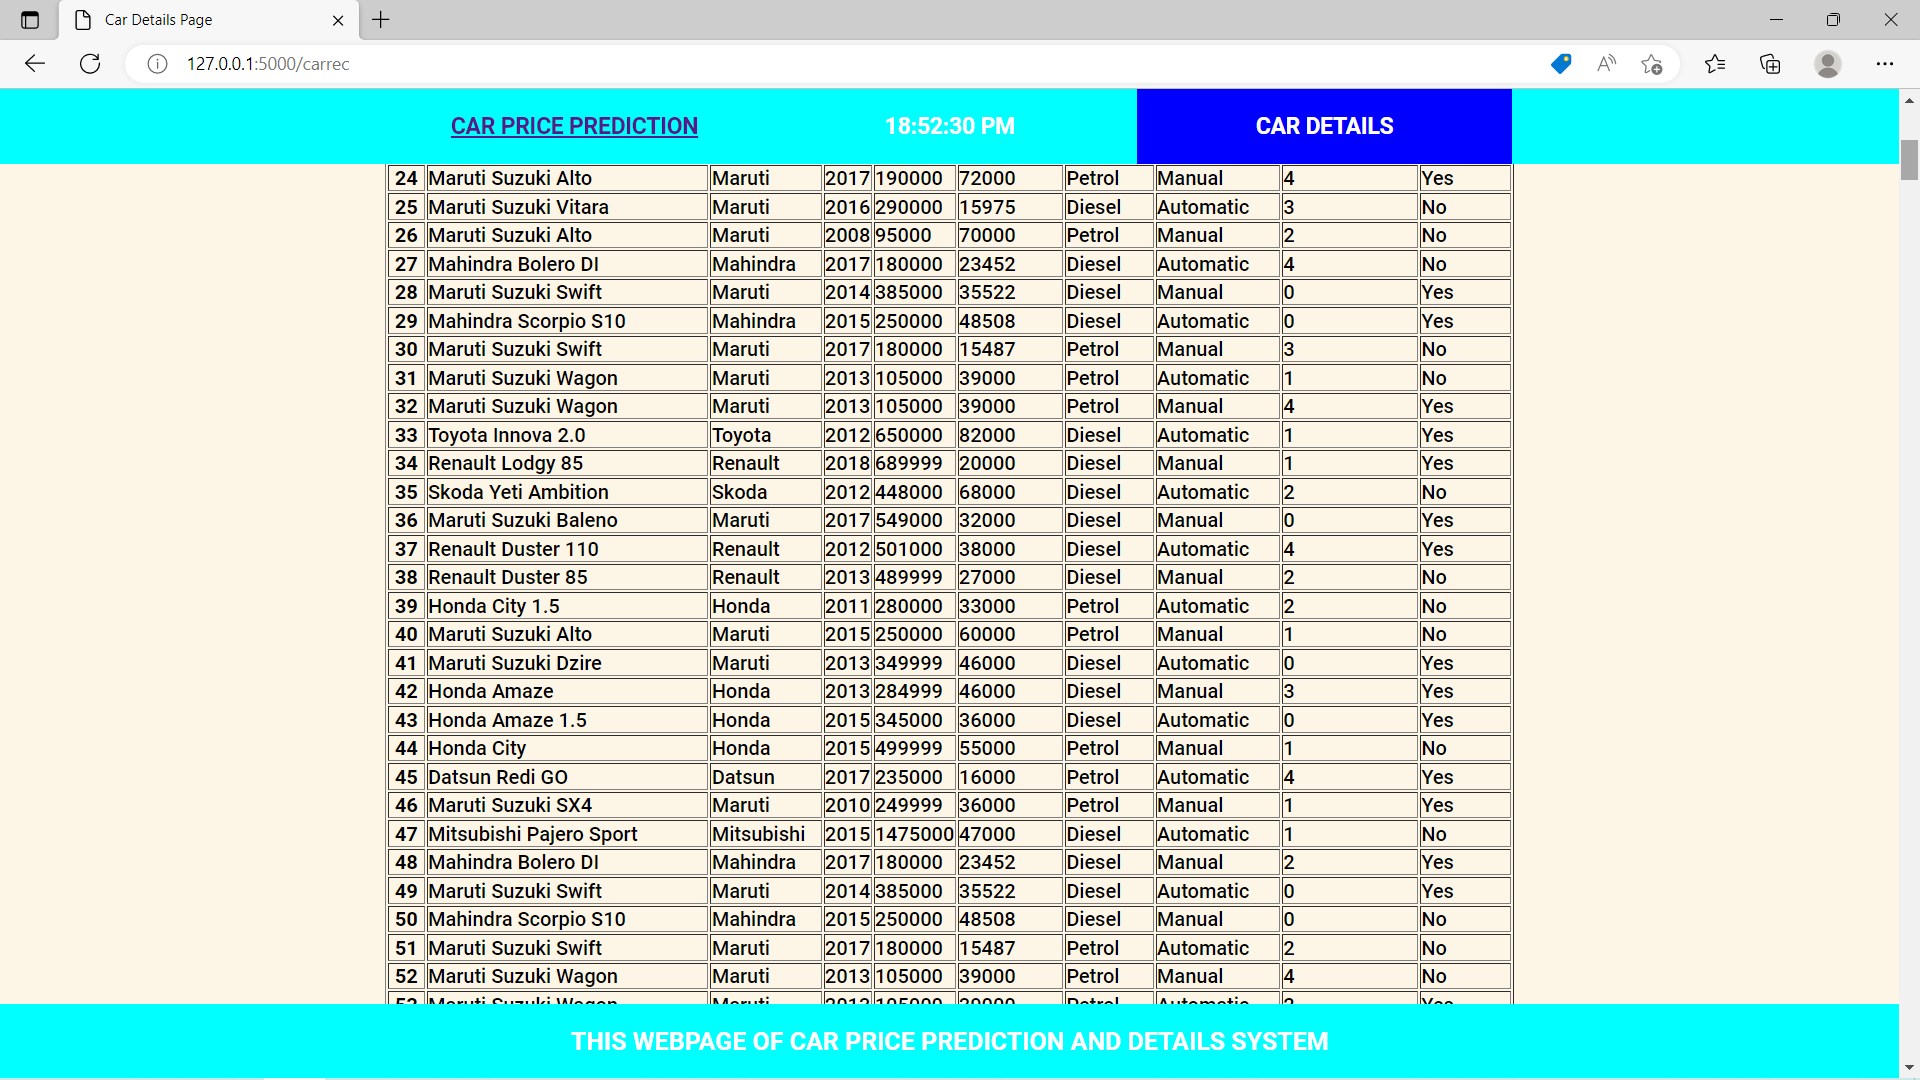 Car Details Page
127.0.0.1:5000/carrec
CAR PRICE PREDICTION 18:52:30 PM CAR DETAILS
24 Maruti Suzuki Alto Maruti 2017 190000 72000 Petrol Manual 4 Yes
25 Maruti Suzuki Vitara Maruti 2016 290000 15975 Diesel Automatic 3 No
26 Maruti Suzuki Alto Maruti 2008 95000 70000 Petrol Manual 2 No
27 Mahindra Bolero DI Mahindra 2017 180000 23452 Diesel Automatic 4 No
28 Maruti Suzuki Swift Maruti 2014 385000 35522 Diesel Manual 0 Yes
29 Mahindra Scorpio S10 Mahindra 2015 250000 48508 Diesel Automatic 0 Yes
30 Maruti Suzuki Swift Maruti 2017 180000 15487 Petrol Manual 3 No
31 Maruti Suzuki Wagon Maruti 2013 105000 39000 Petrol Automatic 1 No
32 Maruti Suzuki Wagon Maruti 2013 105000 39000 Petrol Manual 4 Yes
33 Toyota Innova 2.0 Toyota 2012 650000 82000 Diesel Automatic 1 Yes
34 Renault Lodgy 85 Renault 2018 689999 20000 Diesel Manual 1 Yes
35 Skoda Yeti Ambition Skoda 2012 448000 68000 Diesel Automatic 2 No
36 Maruti Suzuki Baleno Maruti 2017 549000 32000 Diesel Manual 0 Yes
37 Renault Duster 110 Renault 2012 501000 38000 Diesel Automatic 4 Yes
38 Renault Duster 85 Renault 2013 489999 27000 Diesel Manual 2 No
39 Honda City 1.5 Honda 2011 280000 33000 Petrol Automatic 2 No
40 Maruti Suzuki Alto Maruti 2015 250000 60000 Petrol Manual 1 No
41 Maruti Suzuki Dzire Maruti 2013 349999 46000 Diesel Automatic 0 Yes
42 Honda Amaze Honda 2013 284999 46000 Diesel Manual 3 Yes
43 Honda Amaze 1.5 Honda 2015 345000 36000 Diesel Automatic 0 Yes
44 Honda City Honda 2015 499999 55000 Petrol Manual 1 No
45 Datsun Redi GO Datsun 2017 235000 16000 Petrol Automatic 4 Yes
46 Maruti Suzuki SX4 Maruti 2010 249999 36000 Petrol Manual 1 Yes
47 Mitsubishi Pajero Sport Mitsubishi 2015 1475000 47000 Diesel Automatic 1 No
48 Mahindra Bolero DI Mahindra 2017 180000 23452 Diesel Manual 2 Yes
49 Maruti Suzuki Swift Maruti 2014 385000 35522 Diesel Automatic 0 Yes
50 Mahindra Scorpio S10 Mahindra 2015 250000 48508 Diesel Manual 0 No
51 Maruti Suzuki Swift Maruti 2017 180000 15487 Petrol Automatic 2 No
52 Maruti Suzuki Wagon Maruti 2013 105000 39000 Petrol Manual 4 No
THIS WEBPAGE OF CAR PRICE PREDICTION AND DETAILS SYSTEM